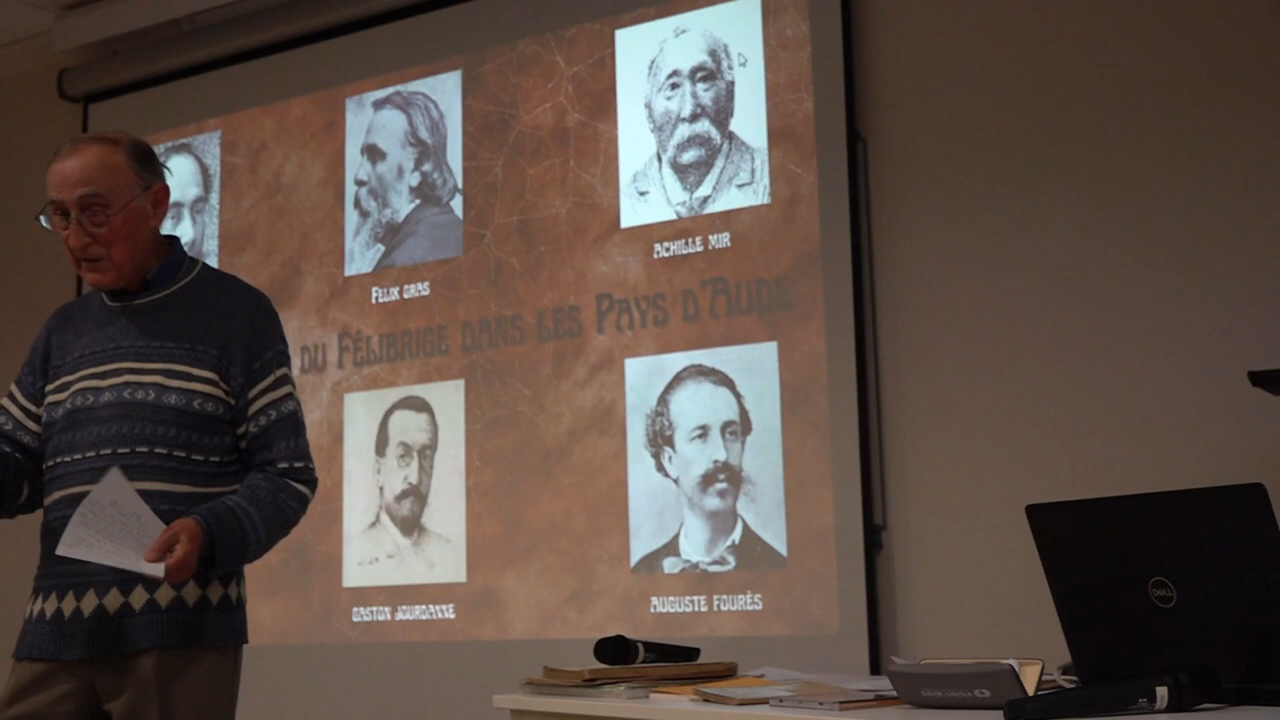 ACHILLE MIR
FELIX GRAS
DU FÉLIBRIGE DANS LES PAYS D'AUDE
GASTON JOURDANNE
AUGUSTE FOURÈS
DELL